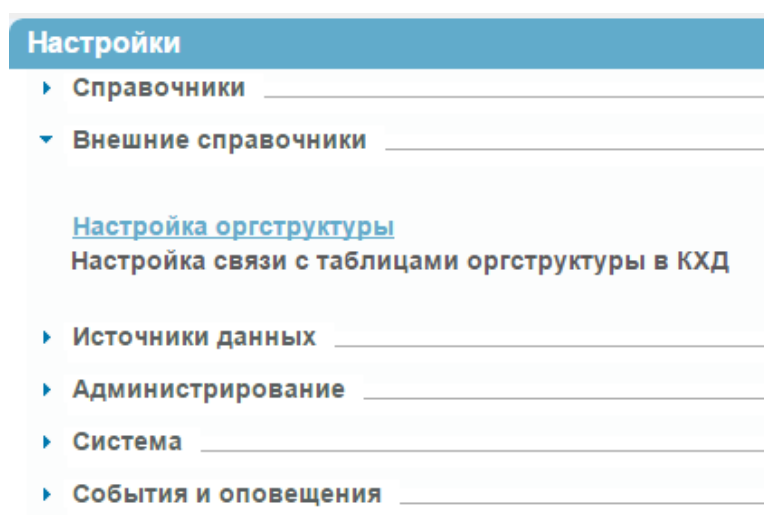 Настройки
Справочники
Внешние справочники
Настройка оргструктуры
Настройка связи с таблицами оргструктуры в КХД
Источники данных
Администрирование
Система
События и оповещения